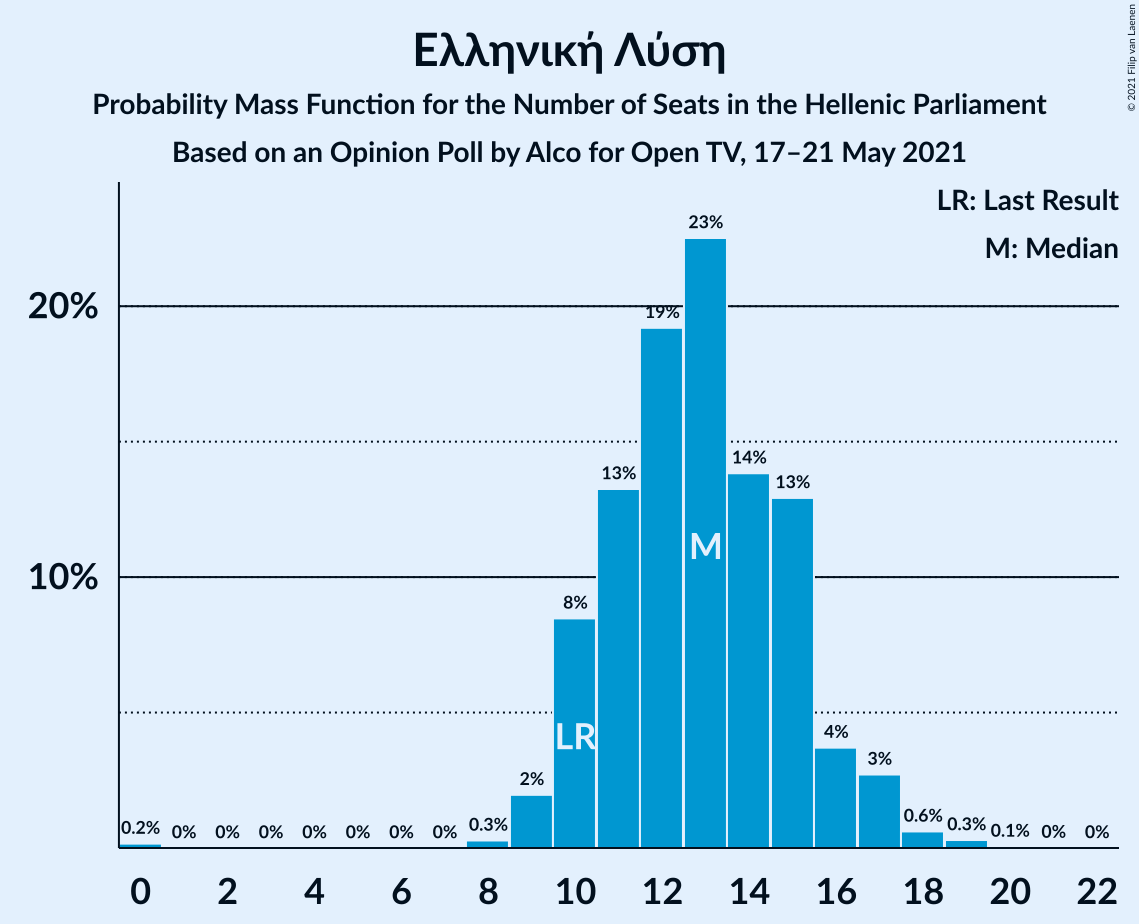 Ελληνική Λύση
Probability Mass Function for the Number of Seats in the Hellenic Parliament
Based on an Opinion Poll by Alco for Open TV, 17–21 May 2021
© 2021 Filip van Laenen
LR: Last Result
M: Median
20%
10%
0.2%
0%
0%
0%
0%
0%
0%
0%
0.3%
2%
8%
13%
19%
23%
14%
13%
4%
3%
0.6%
0.3%
0.1%
0%
0%
LR
M
0 2 4 6 8 10 12 14 16 18 20 22